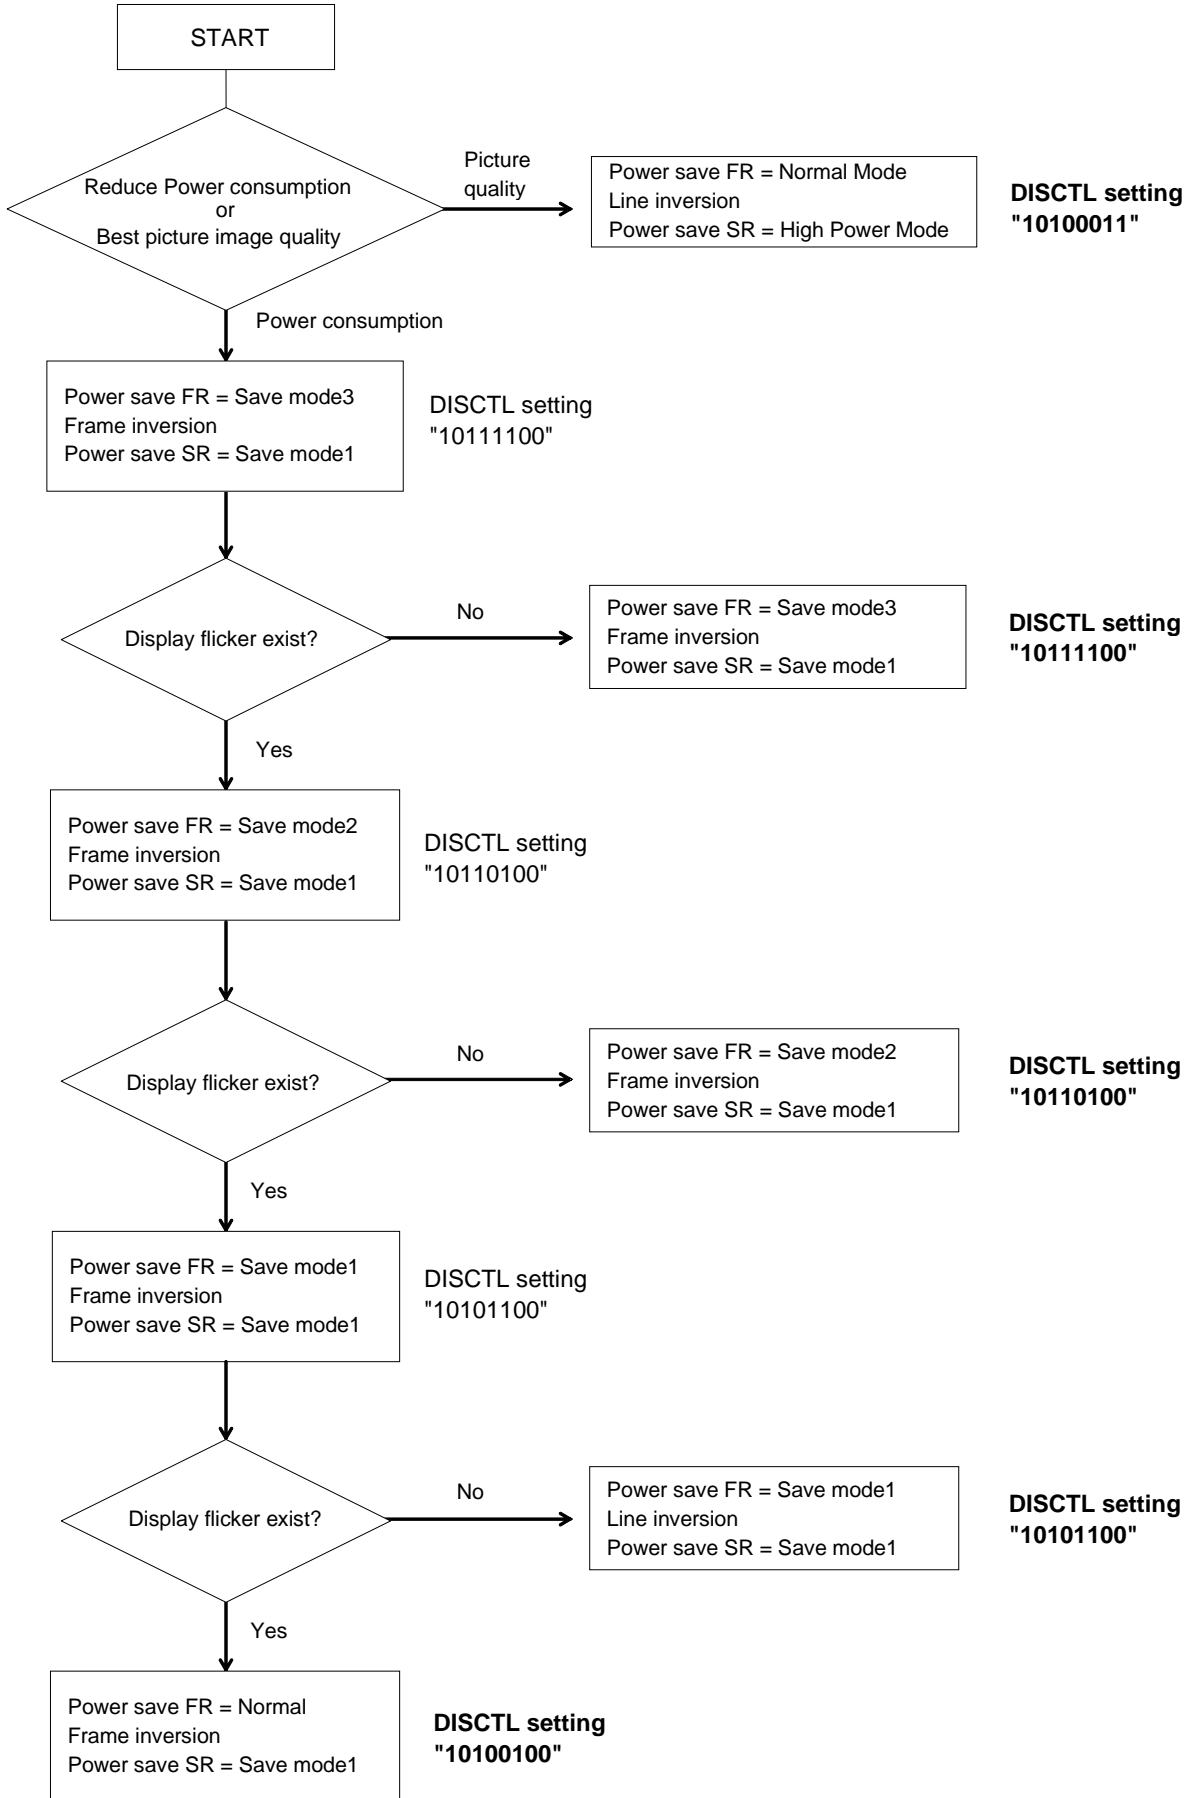 START
Reduce Power consumption
or
Best picture image quality
Picture
quality
Power save FR = Normal Mode
Line inversion
Power save SR = High Power Mode
DISCTL setting
"10100011"
Power consumption
Power save FR = Save mode3
Frame inversion
Power save SR = Save mode1
DISCTL setting
"10111100"
Display flicker exist?
No
Power save FR = Save mode3
Frame inversion
Power save SR = Save mode1
DISCTL setting
"10111100"
Yes
Power save FR = Save mode2
Frame inversion
Power save SR = Save mode1
DISCTL setting
"10110100"
Display flicker exist?
No
Power save FR = Save mode2
Frame inversion
Power save SR = Save mode1
DISCTL setting
"10110100"
Yes
Power save FR = Save mode1
Frame inversion
Power save SR = Save mode1
DISCTL setting
"10101100"
Display flicker exist?
No
Power save FR = Save mode1
Line inversion
Power save SR = Save mode1
DISCTL setting
"10101100"
Yes
Power save FR = Normal
Frame inversion
Power save SR = Save mode1
DISCTL setting
"10100100"